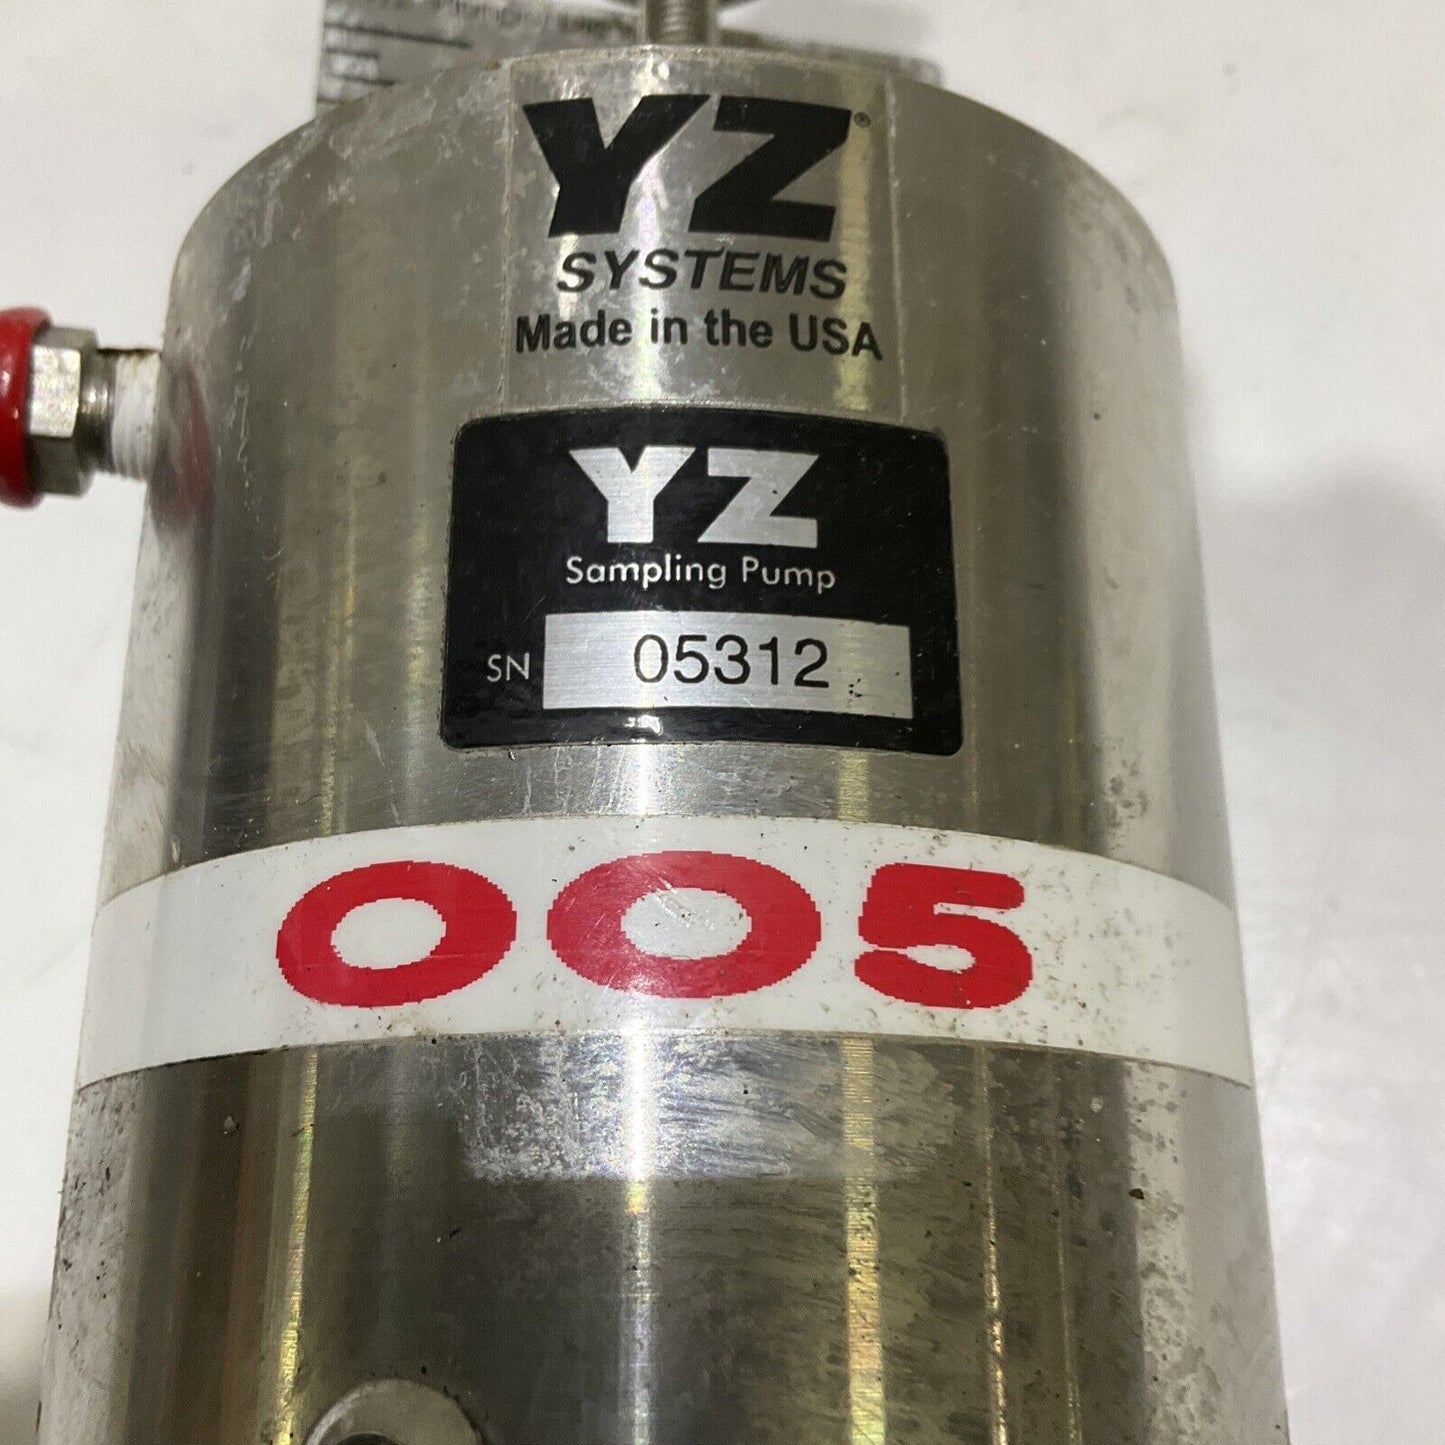 YZ®
SYSTEMS
Made in the USA
YZ
Sampling Pump
SN 05312
005